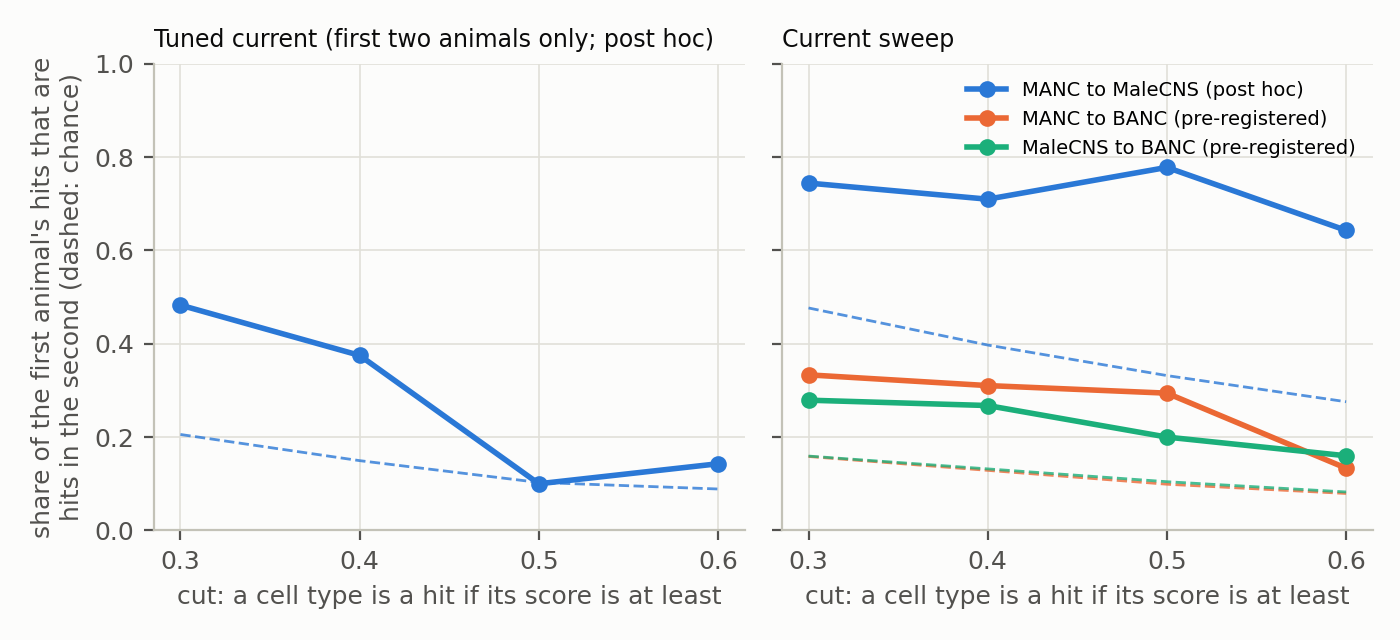 Tuned current (first two animals only; post hoc)
share of the first animal's hits that are
hits in the second (dashed: chance)
1.0
0.8
0.6
0.4
0.2
0.0
0.3 0.4 0.5 0.6
cut: a cell type is a hit if its score is at least
Current sweep
MANC to MaleCNS (post hoc)
MANC to BANC (pre-registered)
MaleCNS to BANC (pre-registered)
0.3 0.4 0.5 0.6
cut: a cell type is a hit if its score is at least